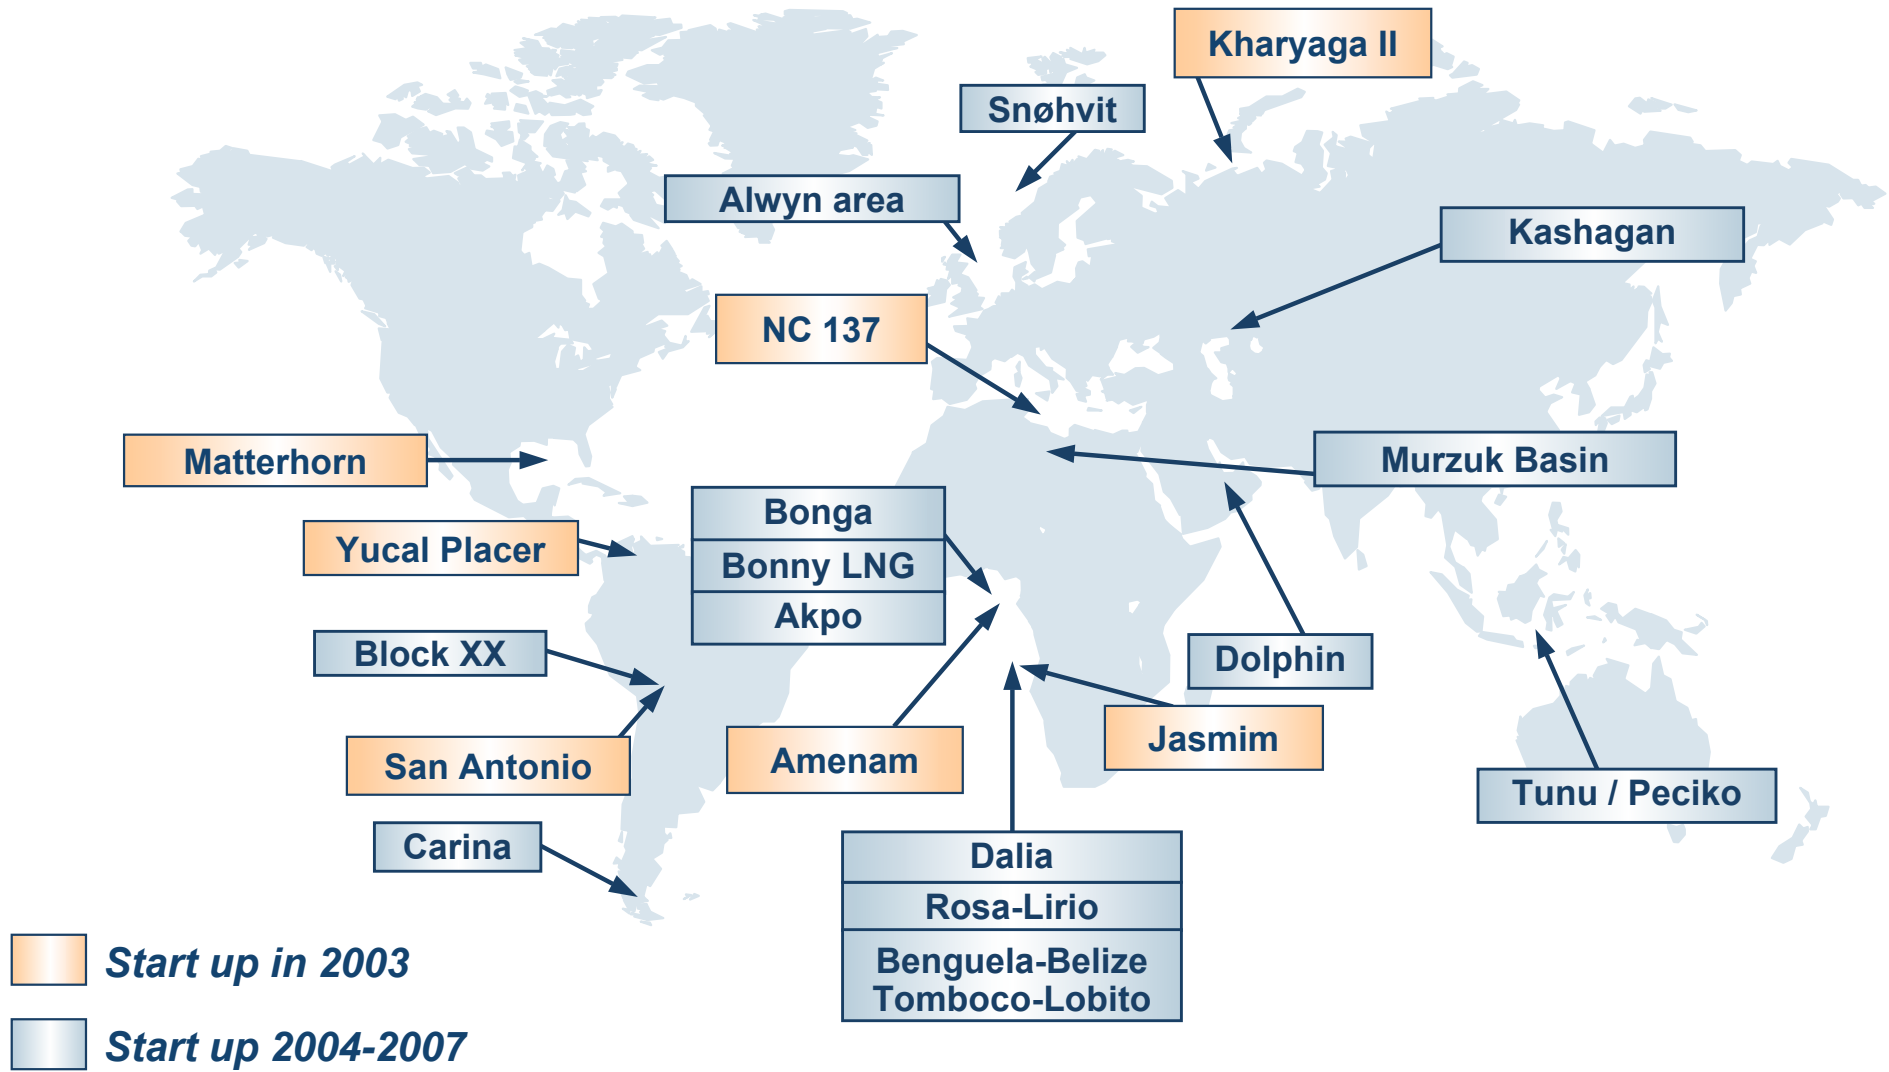 Kharyaga II
Snøhvit
Alwyn area
Kashagan
NC 137
Matterhorn
Murzuk Basin
Yucal Placer
Bonga
Bonny LNG
Akpo
Block XX
Dolphin
San Antonio
Amenam
Jasmim
Tunu / Peciko
Carina
Dalia
Rosa-Lirio
Benguela-Belize
Tomboco-Lobito
Start up in 2003
Start up 2004-2007